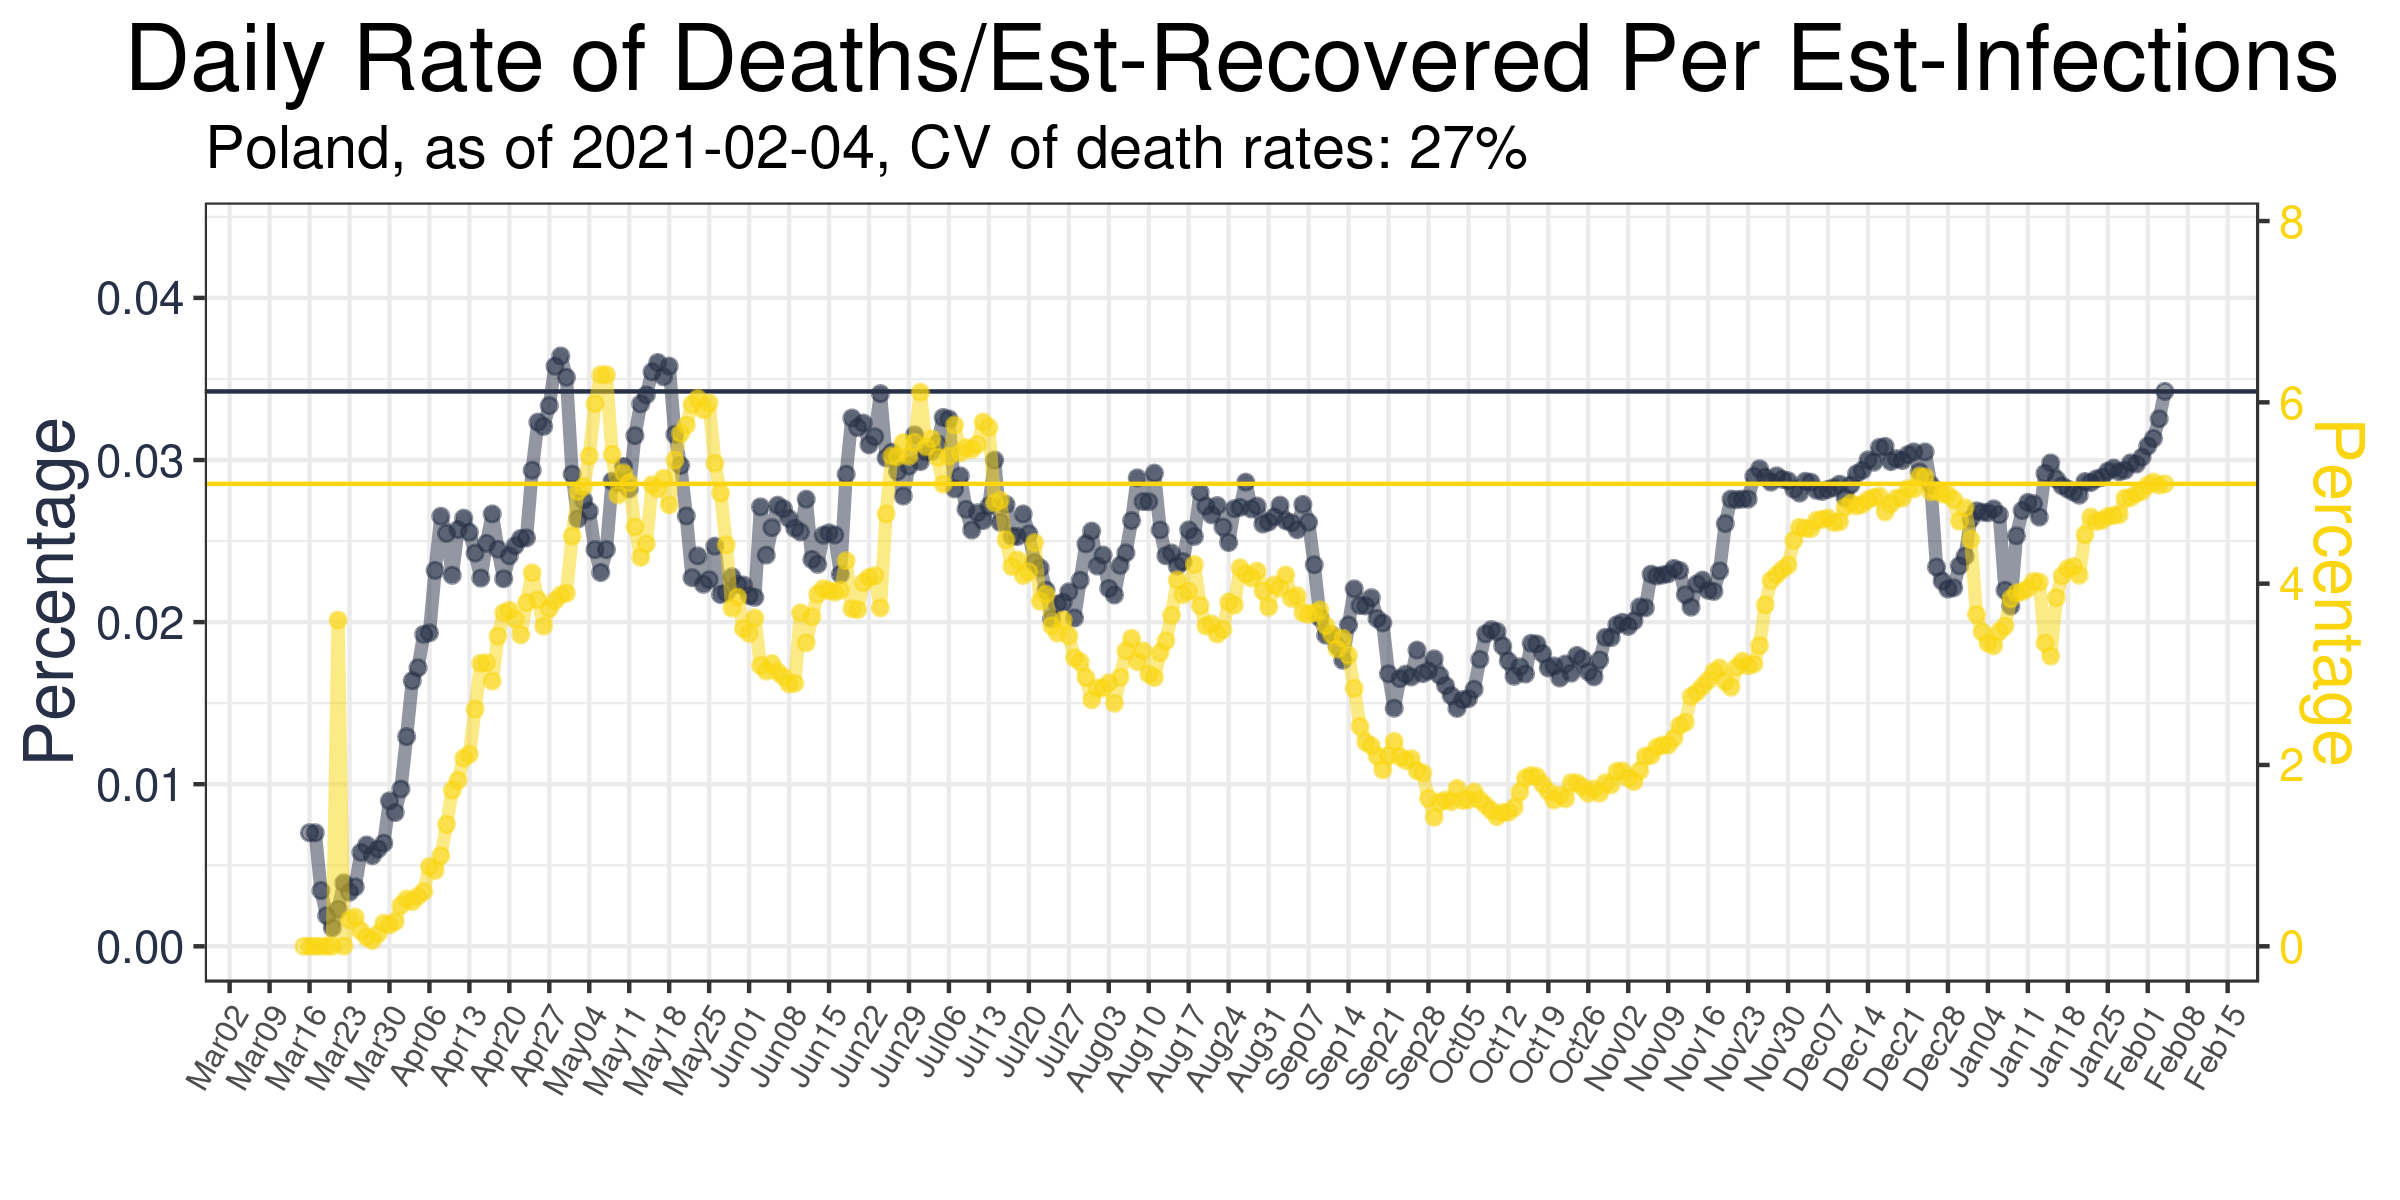 Daily Rate of Deaths/Est-Recovered Per Est-Infections
Poland, as of 2021-02-04, CV of death rates: 27%
Percentage
0.04
0.03
0.02
0.01
0.00
8
6
4
2
0
Percentage
Mar02 Mar09 Mar16 Mar23 Mar30 Apr06 Apr13 Apr20 Apr27 May04 May11 May18 May25 Jun01 Jun08 Jun15 Jun22 Jun29 Jul06 Jul13 Jul20 Jul27 Aug03 Aug10 Aug17 Aug24 Aug31 Sep07 Sep14 Sep21 Sep28 Oct05 Oct12 Oct19 Oct26 Nov02 Nov09 Nov16 Nov23 Nov30 Dec07 Dec14 Dec21 Dec28 Jan04 Jan11 Jan18 Jan25 Feb01 Feb08 Feb15